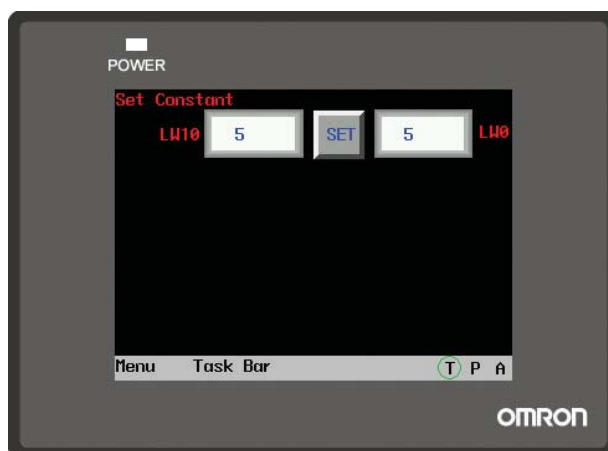 POWER
Set Constant
LW10 5 SET 5 LW0
Menu Task Bar T P A
OMRON